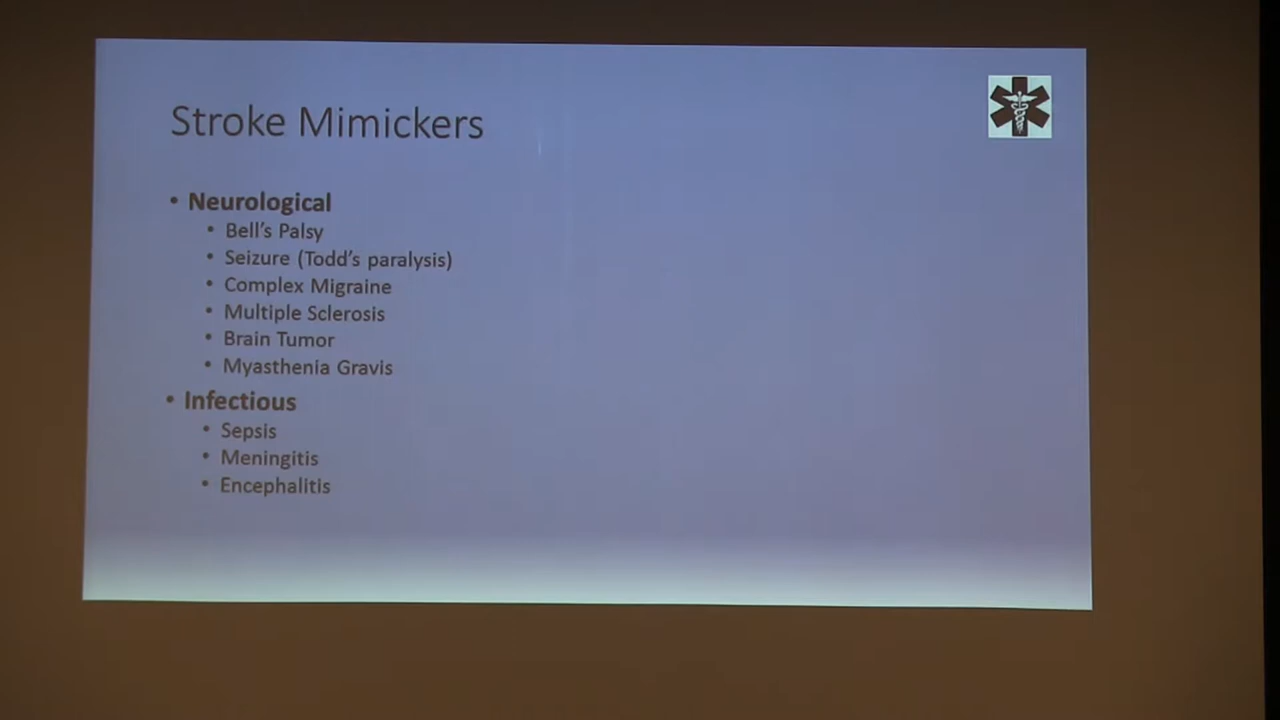 Stroke Mimickers
• Neurological
• Bell's Palsy
• Seizure (Todd's paralysis)
• Complex Migraine
• Multiple Sclerosis
• Brain Tumor
• Myasthenia Gravis
• Infectious
• Sepsis
• Meningitis
• Encephalitis